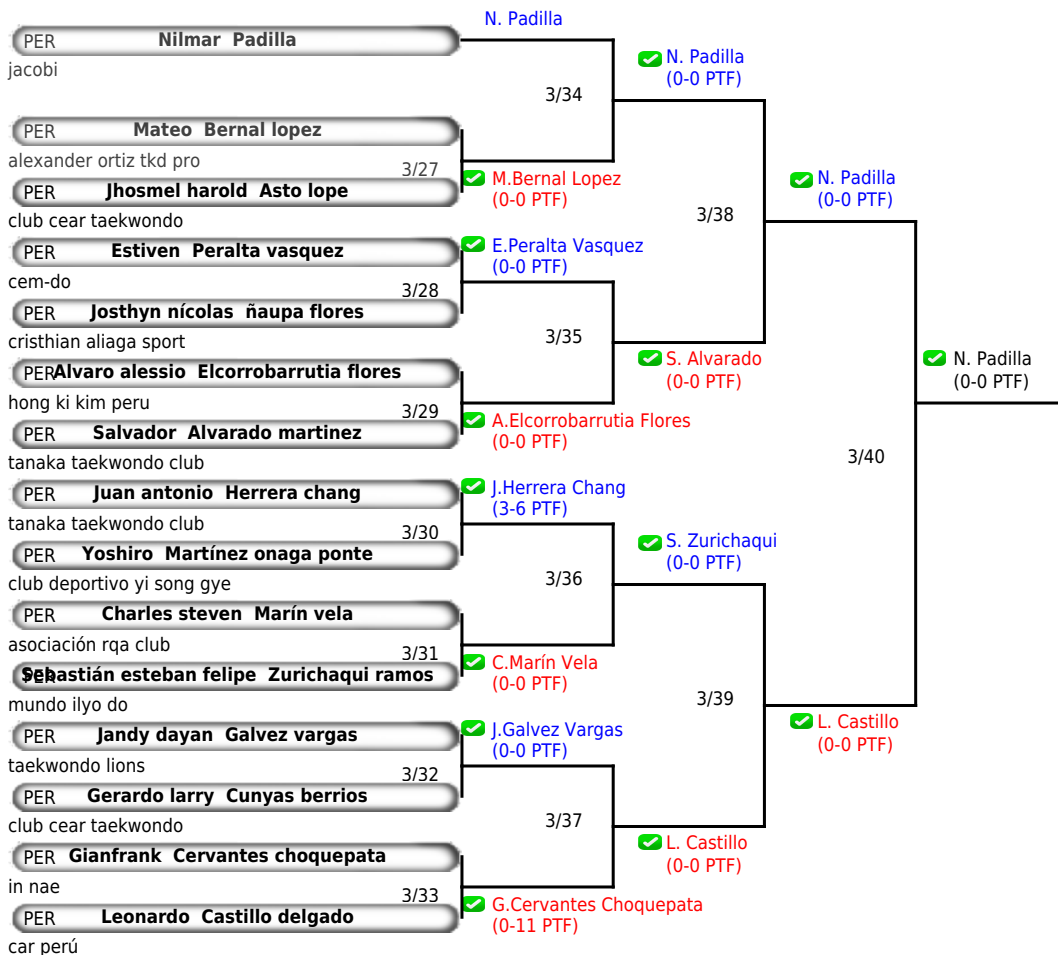 N. Padilla
PER Nilmar Padilla
jacobi
N. Padilla
(0-0 PTF)
3/34
PER Mateo Bernal lopez
alexander ortiz tkd pro
3/27
PER Jhosmel harold Asto lope
club cear taekwondo
M.Bernal Lopez
(0-0 PTF)
N. Padilla
(0-0 PTF)
3/38
PER Estiven Peralta vasquez
cem-do
E.Peralta Vasquez
(0-0 PTF)
3/28
PER Josthyn nícolas ñaupa flores
cristhian aliaga sport
3/35
PER Alvaro alessio Elcorrobarrutia flores
hong ki kim peru
S. Alvarado
(0-0 PTF)
N. Padilla
(0-0 PTF)
3/29
PER Salvador Alvarado martinez
tanaka taekwondo club
A.Elcorrobarrutia Flores
(0-0 PTF)
3/40
PER Juan antonio Herrera chang
tanaka taekwondo club
J.Herrera Chang
(3-6 PTF)
3/30
PER Yoshiro Martínez onaga ponte
club deportivo yi song gye
S. Zurichaqui
(0-0 PTF)
3/36
PER Charles steven Marín vela
asociación rqa club
3/31
PER Sebastián esteban felipe Zurichaqui ramos
mundo ilyo do
C.Marín Vela
(0-0 PTF)
3/39
PER Jandy dayan Galvez vargas
taekwondo lions
J.Galvez Vargas
(0-0 PTF)
L. Castillo
(0-0 PTF)
3/32
PER Gerardo larry Cunyas berrios
club cear taekwondo
3/37
PER Gianfrank Cervantes choquepata
in nae
L. Castillo
(0-0 PTF)
3/33
PER Leonardo Castillo delgado
car perú
G.Cervantes Choquepata
(0-11 PTF)